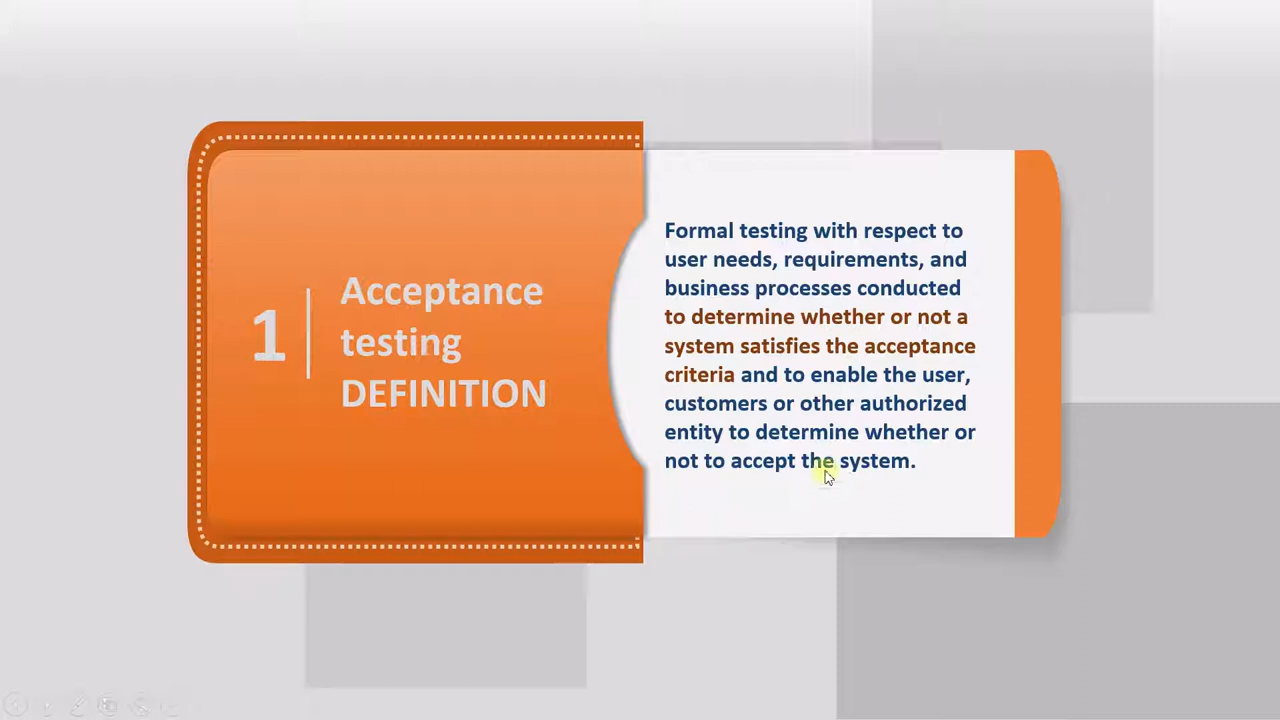 1
Acceptance
testing
DEFINITION
Formal testing with respect to
user needs, requirements, and
business processes conducted
to determine whether or not a
system satisfies the acceptance
criteria and to enable the user,
customers or other authorized
entity to determine whether or
not to accept the system.